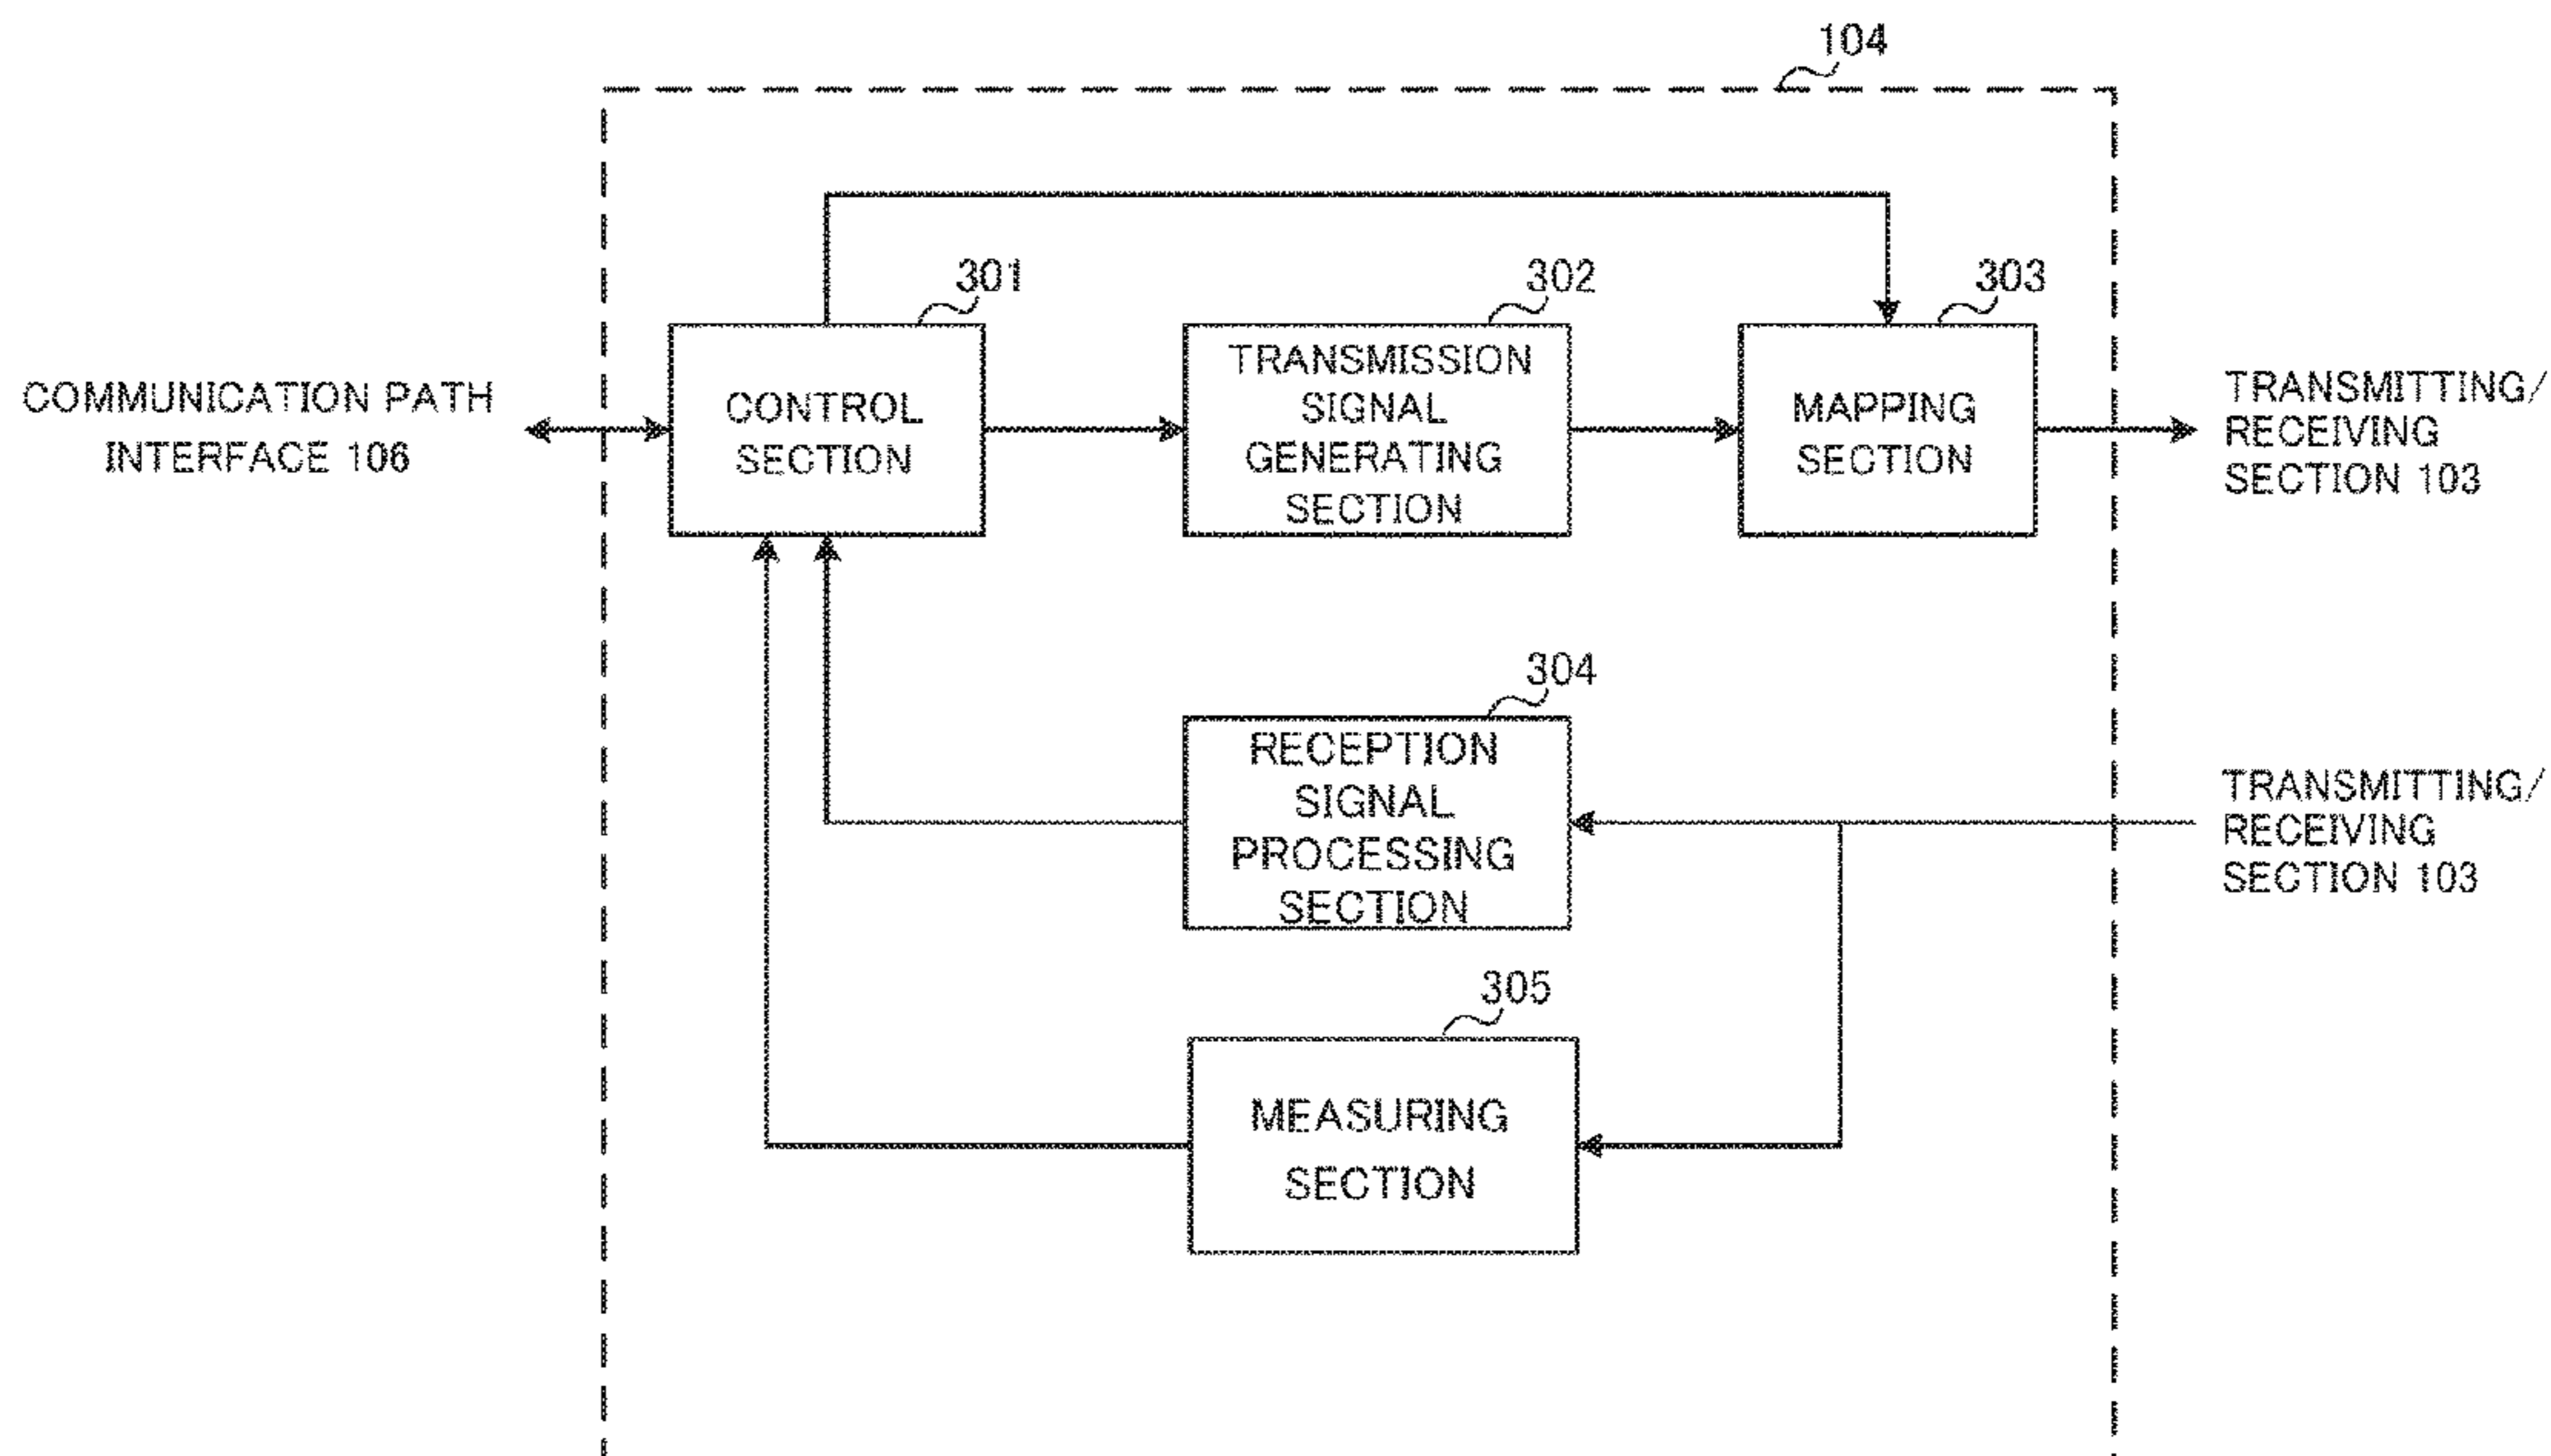 104
301
302
303
COMMUNICATION PATH
INTERFACE 106
CONTROL
SECTION
TRANSMISSION
SIGNAL
GENERATING
SECTION
MAPPING
SECTION
TRANSMITTING/
RECEIVING
SECTION 103
304
RECEPTION
SIGNAL
PROCESSING
SECTION
TRANSMITTING/
RECEIVING
SECTION 103
305
MEASURING
SECTION